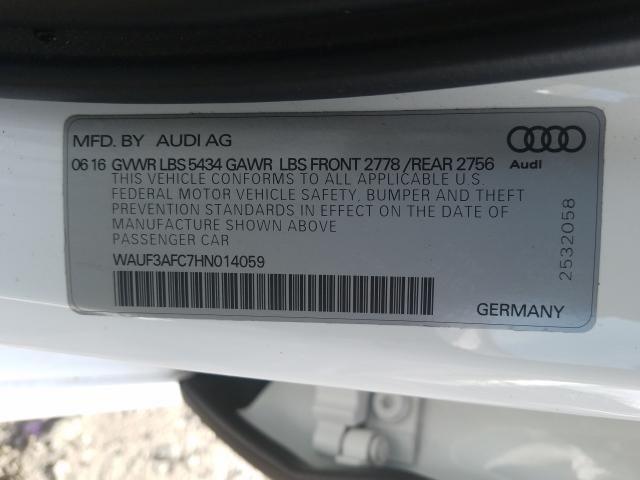 MFD. BY AUDI AG
06 16 GVWR LBS 5434 GAWR LBS FRONT 2778 /REAR 2756
Audi
THIS VEHICLE CONFORMS TO ALL APPLICABLE U.S.
FEDERAL MOTOR VEHICLE SAFETY, BUMPER AND THEFT
PREVENTION STANDARDS IN EFFECT ON THE DATE OF
MANUFACTURE SHOWN ABOVE
PASSENGER CAR
WAUF3AFC7HN014059
2532058
GERMANY